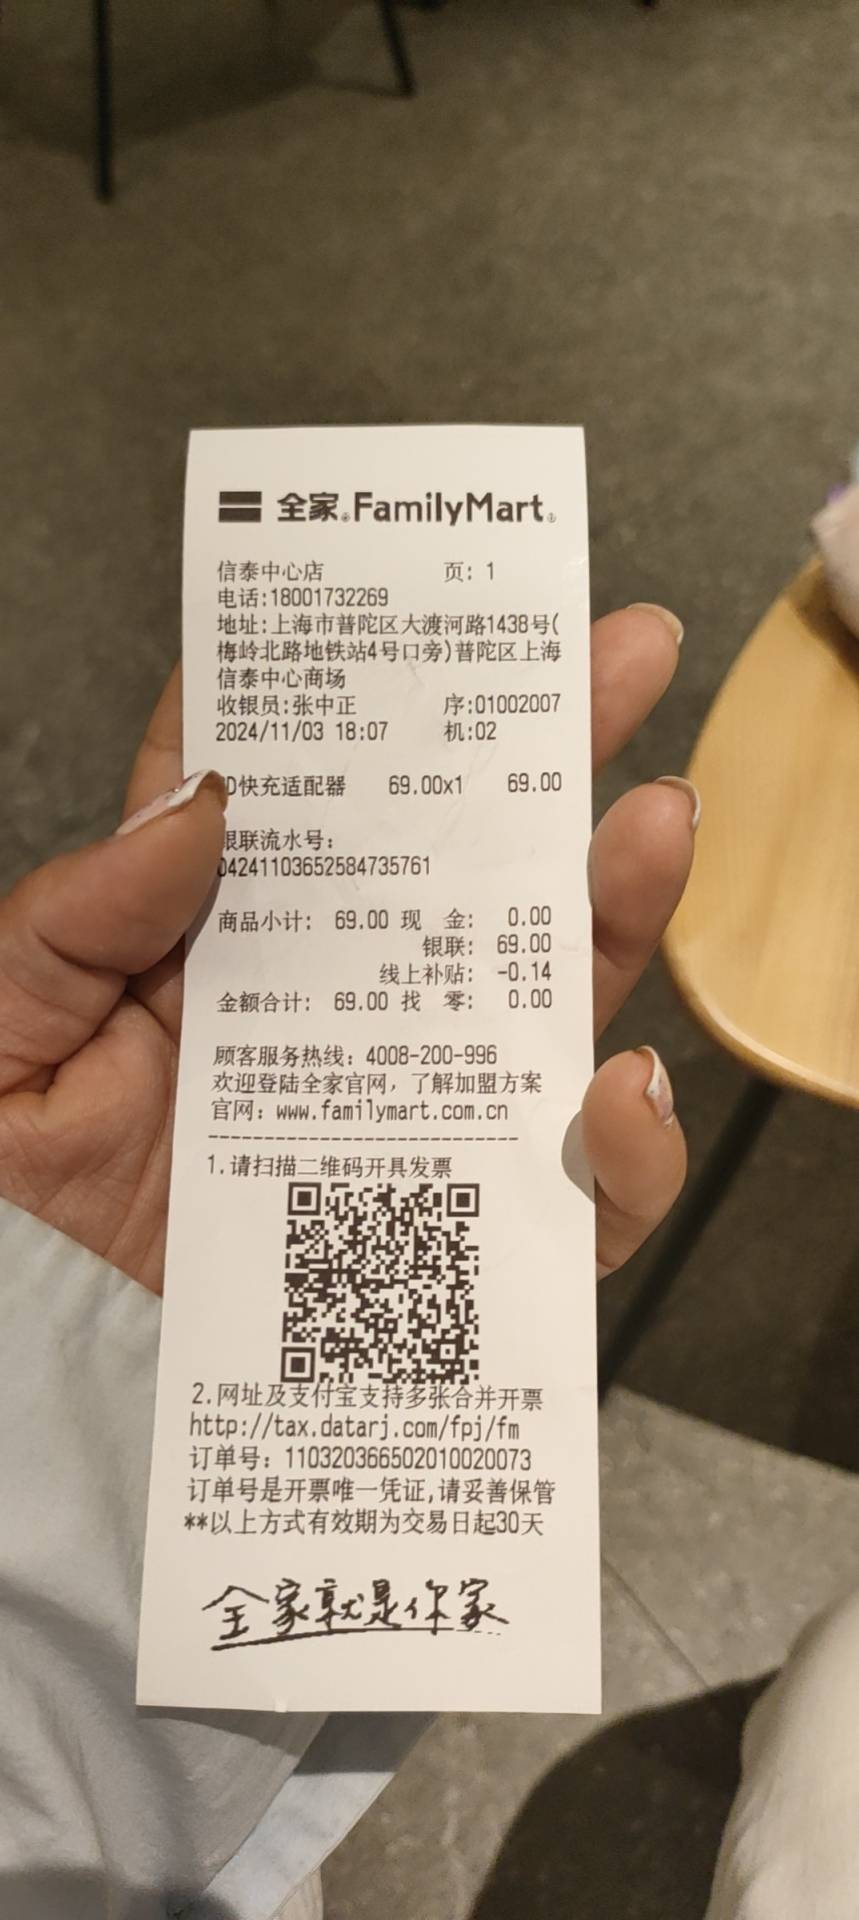 全家 FamilyMart
信泰中心店 页: 1
电话:18001732269
地址:上海市普陀区大渡河路1438号(
梅岭北路地铁站4号口旁)普陀区上海
信泰中心商场
收银员:张中正 序:01002007
2024/11/03 18:07 机:02
D快充适配器 69.00x1 69.00
银联流水号:
04241103652584735761
商品小计: 69.00 现 金: 0.00
银联: 69.00
线上补贴: -0.14
金额合计: 69.00 找 零: 0.00
顾客服务热线: 4008-200-996
欢迎登陆全家官网，了解加盟方案
官网: www.familymart.com.cn
1.请扫描二维码开具发票
2.网址及支付宝支持多张合并开票
http://tax.datarj.com/fpj/fm
订单号: 110320366502010020073
订单号是开票唯一凭证,请妥善保管
**以上方式有效期为交易日起30天
全家就是你家